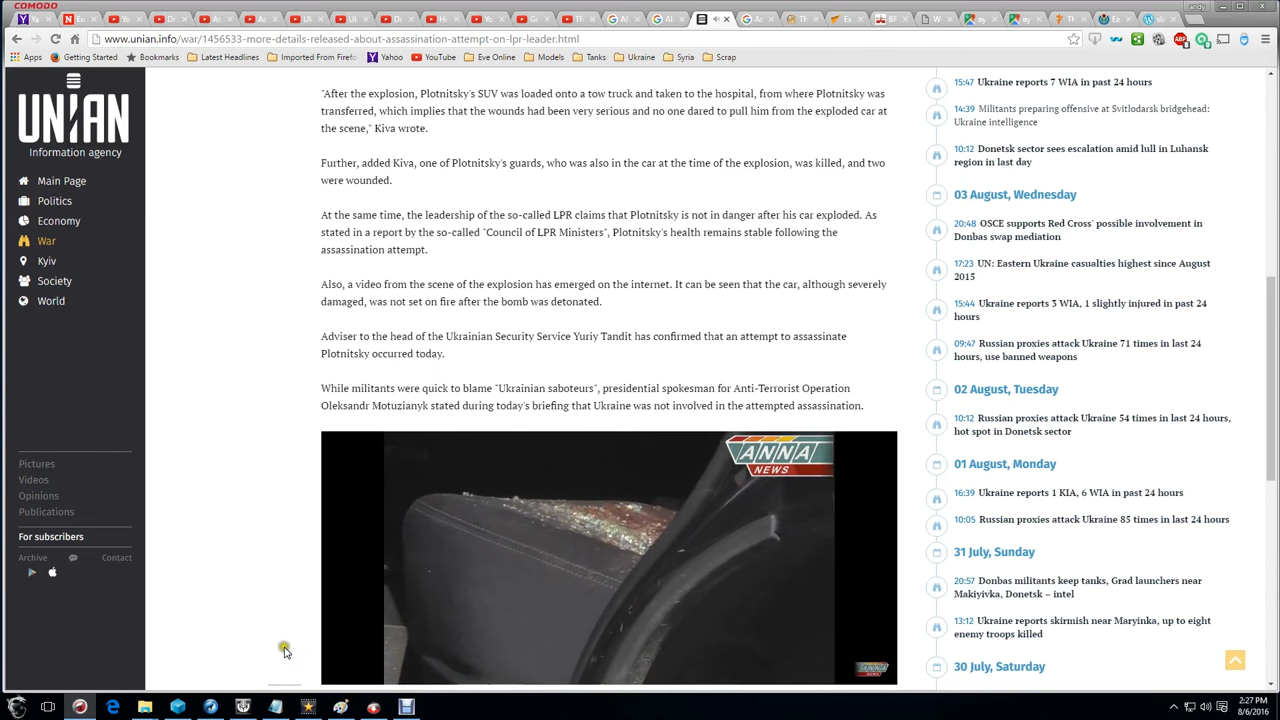 COMODO
andy
www.unian.info/war/1456533-more-details-released-about-assassination-attempt-on-lpr-leader.html
Apps Getting Started Bookmarks Latest Headlines Imported From Firef Yahoo YouTube Eve Online Models Tanks Ukraine Syria Scrap
UNIAN
Information agency
Main Page
Politics
Economy
War
Kyiv
Society
World
Pictures
Videos
Opinions
Publications
For subscribers
Archive Contact
"After the explosion, Plotnitsky's SUV was loaded onto a tow truck and taken to the hospital, from where Plotnitsky was
transferred, which implies that the wounds had been very serious and no one dared to pull him from the exploded car at
the scene," Kiva wrote.
Further, added Kiva, one of Plotnitsky's guards, who was also in the car at the time of the explosion, was killed, and two
were wounded.
At the same time, the leadership of the so-called LPR claims that Plotnitsky is not in danger after his car exploded. As
stated in a report by the so-called "Council of LPR Ministers", Plotnitsky's health remains stable following the
assassination attempt.
Also, a video from the scene of the explosion has emerged on the internet. It can be seen that the car, although severely
damaged, was not set on fire after the bomb was detonated.
Adviser to the head of the Ukrainian Security Service Yuriy Tandit has confirmed that an attempt to assassinate
Plotnitsky occurred today.
While militants were quick to blame "Ukrainian saboteurs", presidential spokesman for Anti-Terrorist Operation
Oleksandr Motuzianyk stated during today's briefing that Ukraine was not involved in the attempted assassination.
ANNA
NEWS
ANNA
NEWS
15:47 Ukraine reports 7 WIA in past 24 hours
14:39 Militants preparing offensive at Svitlodarsk bridgehead:
Ukraine intelligence
10:12 Donetsk sector sees escalation amid lull in Luhansk
region in last day
03 August, Wednesday
20:48 OSCE supports Red Cross' possible involvement in
Donbas swap mediation
17:23 UN: Eastern Ukraine casualties highest since August
2015
15:44 Ukraine reports 3 WIA, 1 slightly injured in past 24
hours
09:47 Russian proxies attack Ukraine 71 times in last 24
hours, use banned weapons
02 August, Tuesday
10:12 Russian proxies attack Ukraine 54 times in last 24 hours,
hot spot in Donetsk sector
01 August, Monday
16:39 Ukraine reports 1 KIA, 6 WIA in past 24 hours
10:05 Russian proxies attack Ukraine 85 times in last 24 hours
31 July, Sunday
20:57 Donbas militants keep tanks, Grad launchers near
Makiyivka, Donetsk – intel
13:12 Ukraine reports skirmish near Maryinka, up to eight
enemy troops killed
30 July, Saturday
2:27 PM
8/6/2016